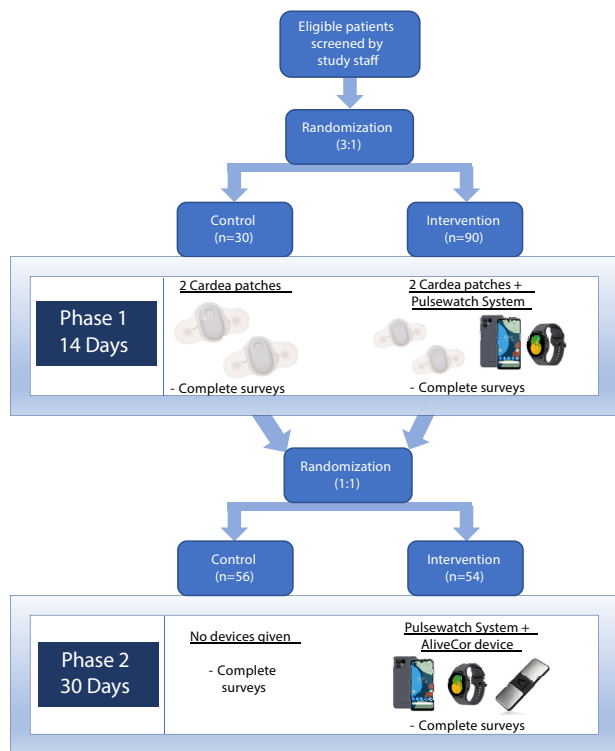 Eligible patients
screened by
study staff
Randomization
(3:1)
Control
(n=30)
Intervention
(n=90)
Phase 1
14 Days
2 Cardea patches
- Complete surveys
2 Cardea patches +
Pulsewatch System
- Complete surveys
Randomization
(1:1)
Control
(n=56)
Intervention
(n=54)
Phase 2
30 Days
No devices given
- Complete
surveys
Pulsewatch System +
AliveCor device
- Complete surveys